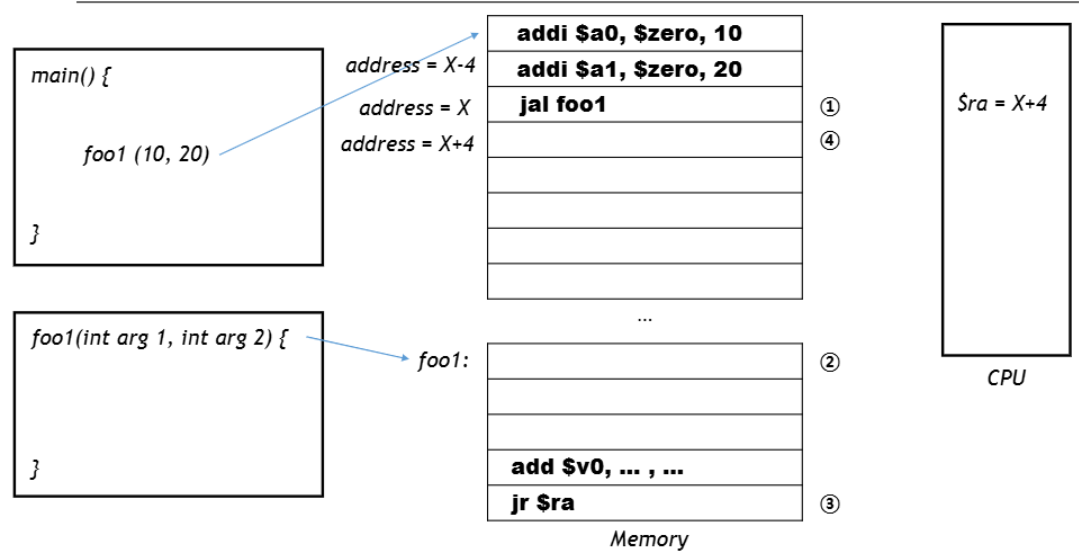 main() {
foo1 (10, 20)
}
foo1(int arg 1, int arg 2) {
}
address = X-4
address = X
address = X+4
foo1:
addi $a0, $zero, 10
addi $a1, $zero, 20
jal foo1
...
add $v0, ... , ...
jr $ra
Memory
①
④
②
③
$ra = X+4
CPU